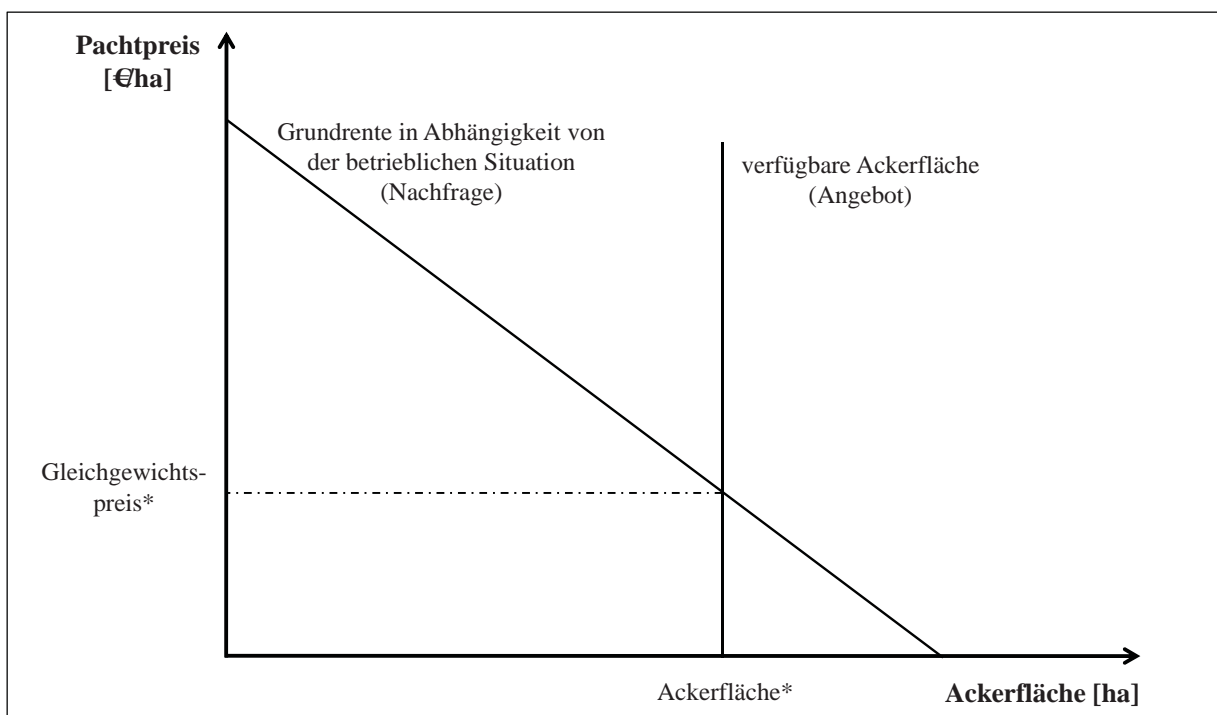 Pachtpreis
[€/ha]
Grundrente in Abhängigkeit von
der betrieblichen Situation
(Nachfrage)
verfügbare Ackerfläche
(Angebot)
Gleichgewichts-
preis*
Ackerfläche*
Ackerfläche [ha]